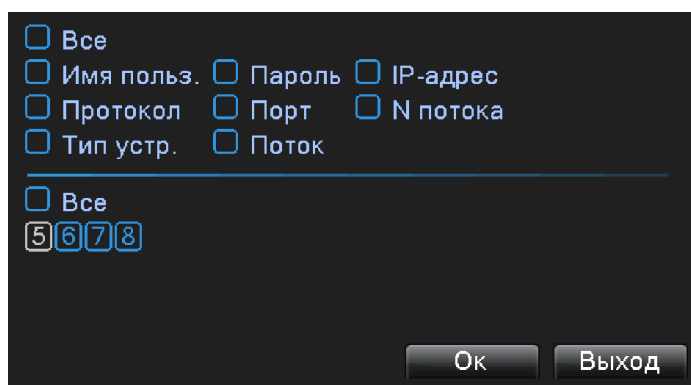 Все
Имя польз. Пароль IP-адрес
Протокол Порт N потока
Тип устр. Поток
Все
5 6 7 8
Ок Выход